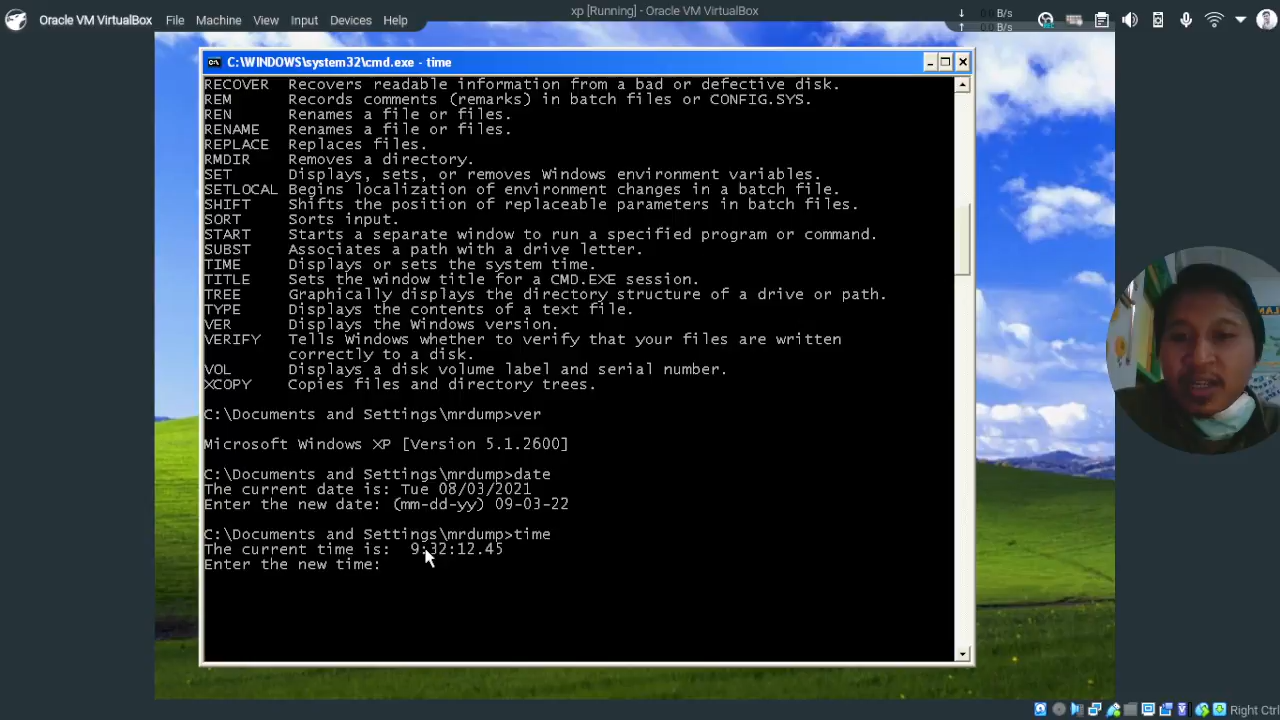 xp [Running] - Oracle VM VirtualBox
Oracle VM VirtualBox File Machine View Input Devices Help
C:\WINDOWS\system32\cmd.exe - time
RECOVER Recovers readable information from a bad or defective disk.
REM Records comments (remarks) in batch files or CONFIG.SYS.
REN Renames a file or files.
RENAME Renames a file or files.
REPLACE Replaces files.
RMDIR Removes a directory.
SET Displays, sets, or removes Windows environment variables.
SETLOCAL Begins localization of environment changes in a batch file.
SHIFT Shifts the position of replaceable parameters in batch files.
SORT Sorts input.
START Starts a separate window to run a specified program or command.
SUBST Associates a path with a drive letter.
TIME Displays or sets the system time.
TITLE Sets the window title for a CMD.EXE session.
TREE Graphically displays the directory structure of a drive or path.
TYPE Displays the contents of a text file.
VER Displays the Windows version.
VERIFY Tells Windows whether to verify that your files are written
correctly to a disk.
VOL Displays a disk volume label and serial number.
XCOPY Copies files and directory trees.
C:\Documents and Settings\mrdump>ver
Microsoft Windows XP [Version 5.1.2600]
C:\Documents and Settings\mrdump>date
The current date is: Tue 08/03/2021
Enter the new date: (mm-dd-yy) 09-03-22
C:\Documents and Settings\mrdump>time
The current time is: 9:32:12.45
Enter the new time:
Right Ctrl